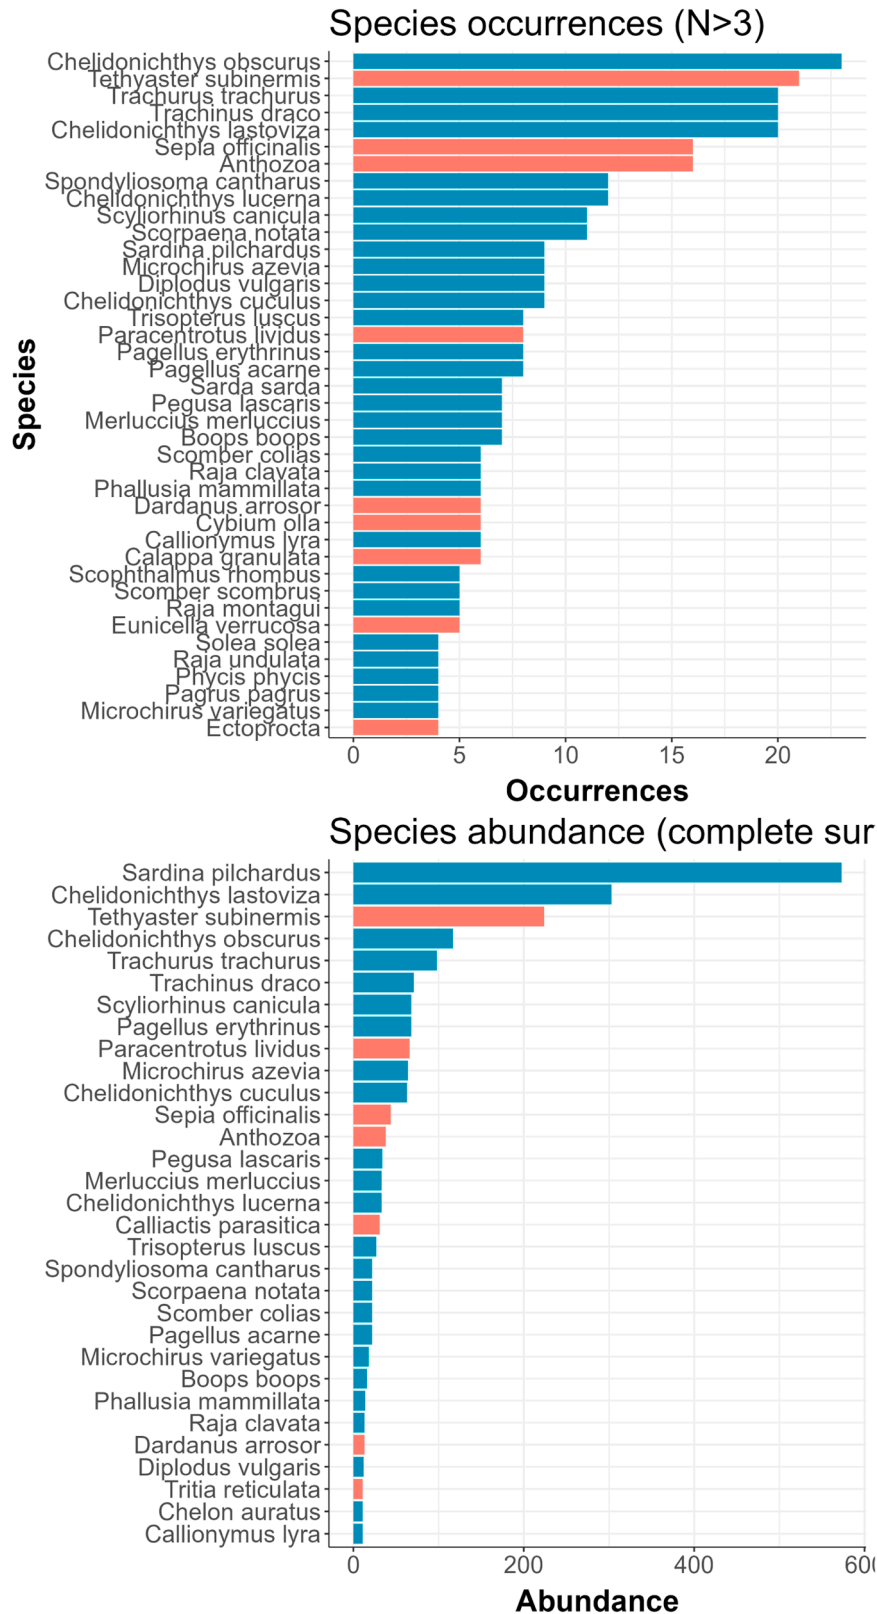 Species occurrences (N>3)
Chelidonichthys obscurus
Tethyaster subinermis
Trachurus trachurus
Trachinus draco
Chelidonichthys lastoviza
Sepia officinalis
Anthozoa
Spondyliosoma cantharus
Chelidonichthys lucerna
Scyliorhinus canicula
Scorpaena notata
Sardina pilchardus
Microchirus azevia
Diplodus vulgaris
Chelidonichthys cuculus
Trisopterus luscus
Paracentrotus lividus
Pagellus erythrinus
Pagellus acarne
Sarda sarda
Pegusa lascaris
Merluccius merluccius
Boops boops
Scomber colias
Raja clavata
Phallusia mammillata
Dardanus arrosor
Cybium olla
Callionymus lyra
Calappa granulata
Scophthalmus rhombus
Scomber scombrus
Raja montagui
Eunicella verrucosa
Solea solea
Raja undulata
Phycis phycis
Pagrus pagrus
Microchirus variegatus
Ectoprocta
Species
0 5 10 15 20
Occurrences
Species abundance (complete sur
Sardina pilchardus
Chelidonichthys lastoviza
Tethyaster subinermis
Chelidonichthys obscurus
Trachurus trachurus
Trachinus draco
Scyliorhinus canicula
Pagellus erythrinus
Paracentrotus lividus
Microchirus azevia
Chelidonichthys cuculus
Sepia officinalis
Anthozoa
Pegusa lascaris
Merluccius merluccius
Chelidonichthys lucerna
Calliactis parasitica
Trisopterus luscus
Spondyliosoma cantharus
Scorpaena notata
Scomber colias
Pagellus acarne
Microchirus variegatus
Boops boops
Phallusia mammillata
Raja clavata
Dardanus arrosor
Diplodus vulgaris
Tritia reticulata
Chelon auratus
Callionymus lyra
0 200 400 600
Abundance